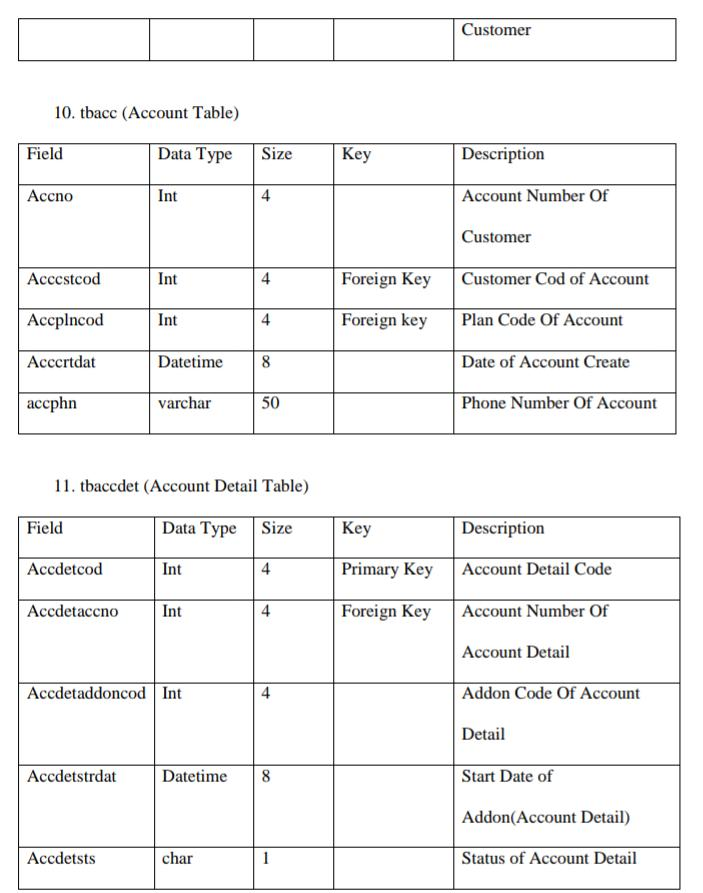 Customer
10. tbacc (Account Table)
Field Data Type Size Key Description
Accno Int 4 Account Number Of
Customer
Acccstcod Int 4 Foreign Key Customer Cod of Account
Accplncod Int 4 Foreign key Plan Code Of Account
Acccrtdat Datetime 8 Date of Account Create
accphn varchar 50 Phone Number Of Account
11. tbaccdet (Account Detail Table)
Field Data Type Size Key Description
Accdetcod Int 4 Primary Key Account Detail Code
Accdetaccno Int 4 Foreign Key Account Number Of
Account Detail
Accdetaddoncod Int 4 Addon Code Of Account
Detail
Accdetstrdat Datetime 8 Start Date of
Addon(Account Detail)
Accdetsts char 1 Status of Account Detail